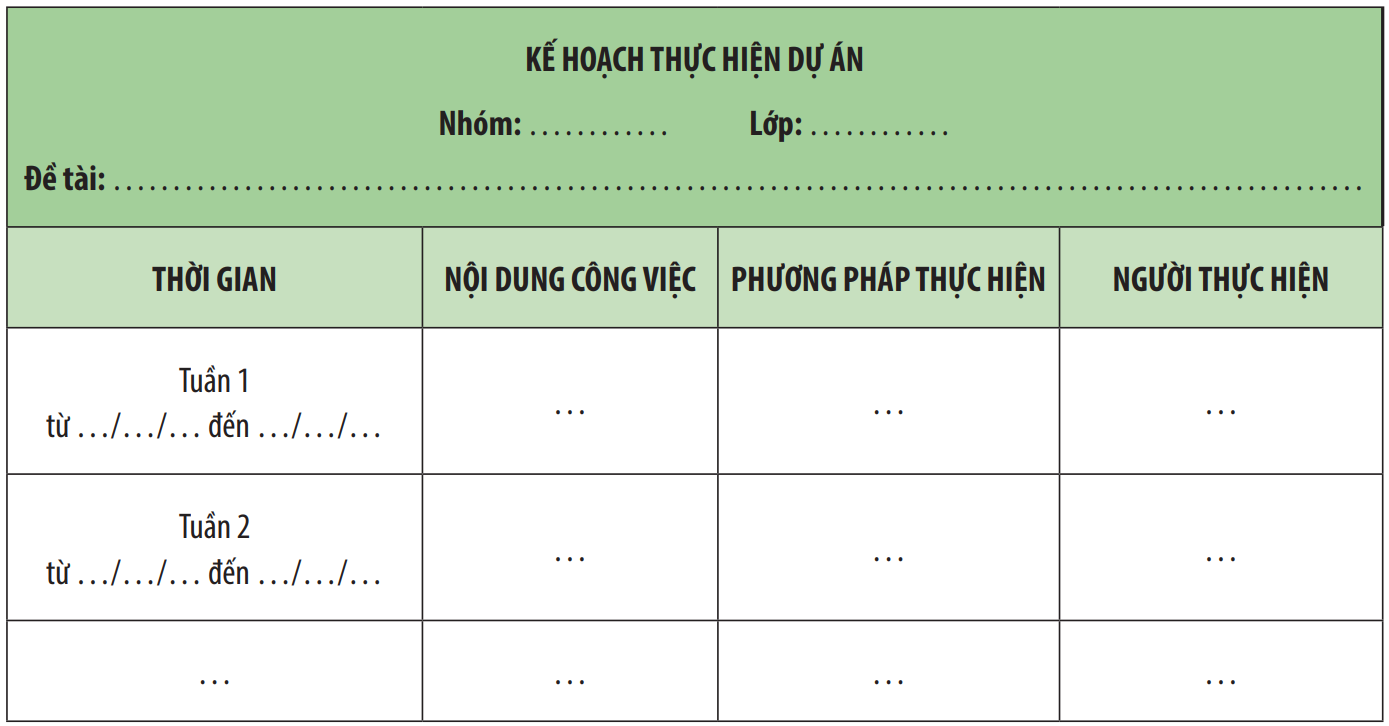 KẾ HOẠCH THỰC HIỆN DỰ ÁN
Nhóm: . . . . . . . . . . . . Lớp: . . . . . . . . . . . .
Đề tài: . . . . . . . . . . . . . . . . . . . . . . . . . . . . . . . . . . . . . . . . . . . . . . . . . . . . . . . . . . . . . . . . . . . . . . . . . . . . . . . . . . . . . . . . . . . . . . . . . . . . . . . .
THỜI GIAN NỘI DUNG CÔNG VIỆC PHƯƠNG PHÁP THỰC HIỆN NGƯỜI THỰC HIỆN
Tuần 1
từ . . ./. . ./. . . đến . . ./. . ./. . . . . . . . . . . .
Tuần 2
từ . . ./. . ./. . . đến . . ./. . ./. . . . . . . . . . . .
. . . . . . . . . . . .